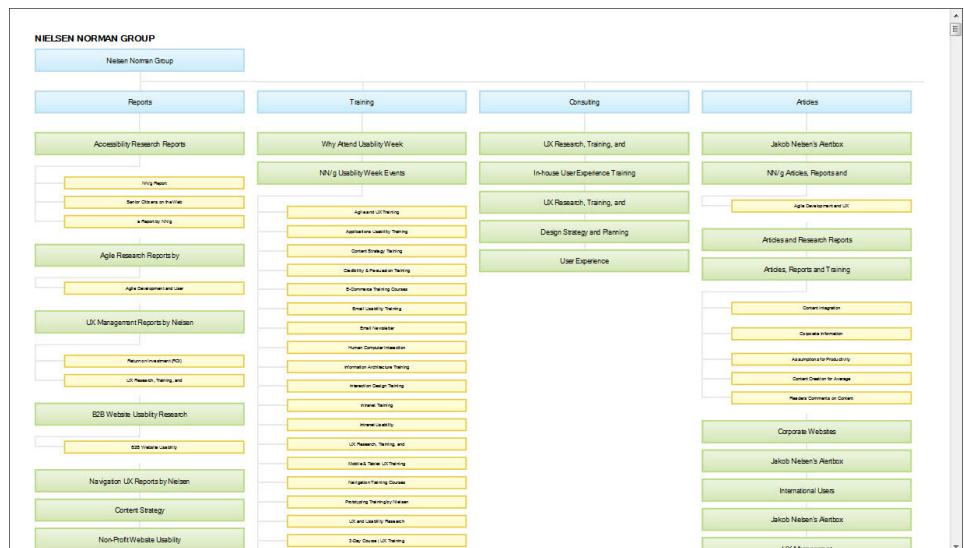 NIELSEN NORMAN GROUP
Nielsen Norman Group
Reports
Accessibility Research Reports
NN/g Report
Senior Citizens on the Web
a Report by NN/g
Agile Research Reports by
Agile Development and User
UX Management Reports by Nielsen
Return on Investment (ROI)
UX Research, Training, and
B2B Website Usability Research
B2B Website Usability
Navigation UX Reports by Nielsen
Content Strategy
Non-Profit Website Usability
Training
Why Attend Usability Week
NN/g Usability Week Events
Agile and UX Training
Applications Usability Training
Content Strategy Training
Credibility & Persuasion Training
E-Commerce Training Courses
Email Usability Training
Email Newsletter
Human Computer Interaction
Information Architecture Training
Interaction Design Training
Intranet Training
Intranet Usability
UX Research, Training, and
Mobile & Tablet UX Training
Navigation Training Courses
Prototyping Training by Nielsen
UX and Usability Research
3-Day Course | UX Training
Consulting
UX Research, Training, and
In-house User Experience Training
UX Research, Training, and
Design Strategy and Planning
User Experience
Articles
Jakob Nielsen's Alertbox
NN/g Articles, Reports and
Agile Development and UX
Articles and Research Reports
Articles, Reports and Training
Content Integration
Corporate Information
Assumptions for Productivity
Content Creation for Average
Readers Comments on Content
Corporate Websites
Jakob Nielsen's Alertbox
International Users
Jakob Nielsen's Alertbox